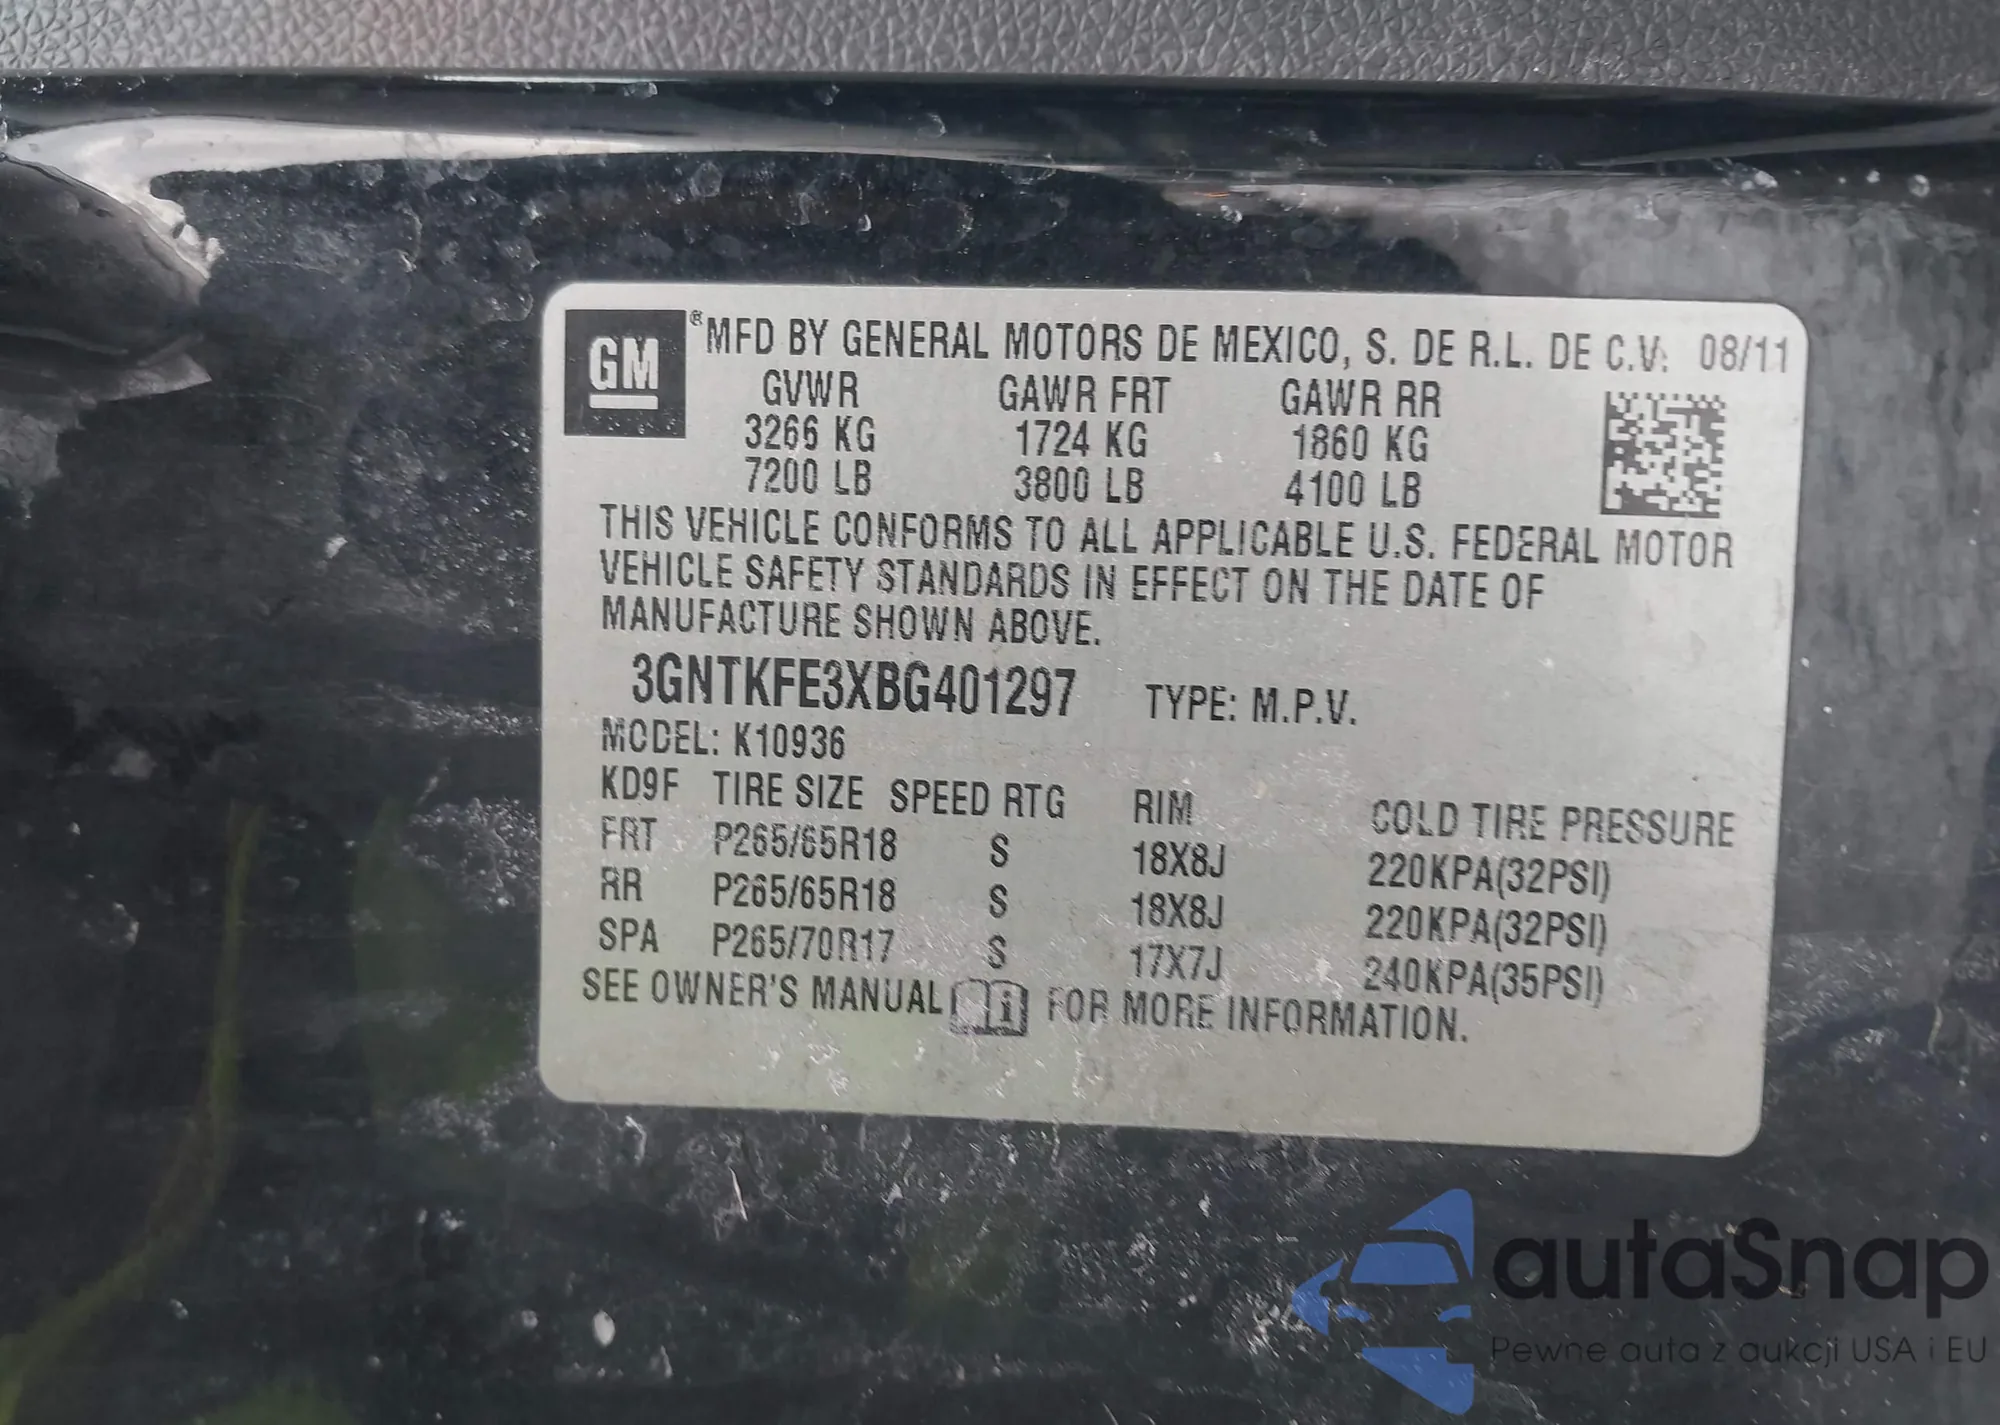 GM ® MFD BY GENERAL MOTORS DE MEXICO, S. DE R.L. DE C.V. 08/11
GVWR GAWR FRT GAWR RR
3266 KG 1724 KG 1860 KG
7200 LB 3800 LB 4100 LB
THIS VEHICLE CONFORMS TO ALL APPLICABLE U.S. FEDERAL MOTOR
VEHICLE SAFETY STANDARDS IN EFFECT ON THE DATE OF
MANUFACTURE SHOWN ABOVE.
3GNTKFE3XBG401297 TYPE: M.P.V.
MODEL: K10936
KD9F TIRE SIZE SPEED RTG RIM COLD TIRE PRESSURE
FRT P265/65R18 S 18X8J 220KPA(32PSI)
RR P265/65R18 S 18X8J 220KPA(32PSI)
SPA P265/70R17 S 17X7J 240KPA(35PSI)
SEE OWNER'S MANUAL i FOR MORE INFORMATION.
autaSnap
Pewne auta z aukcji USA i EU